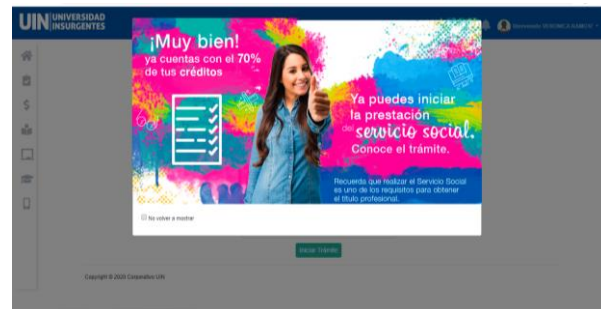 UIN UNIVERSIDAD
INSURGENTES
¡Muy bien!
ya cuentas con el 70%
de tus créditos
Ya puedes iniciar
la prestación
del servicio social.
Conoce el trámite.
Recuerda que realizar el Servicio Social
es uno de los requisitos para obtener
el título profesional.
No volver a mostrar
Iniciar Trámite
Copyright © 2020 Corporativo UIN